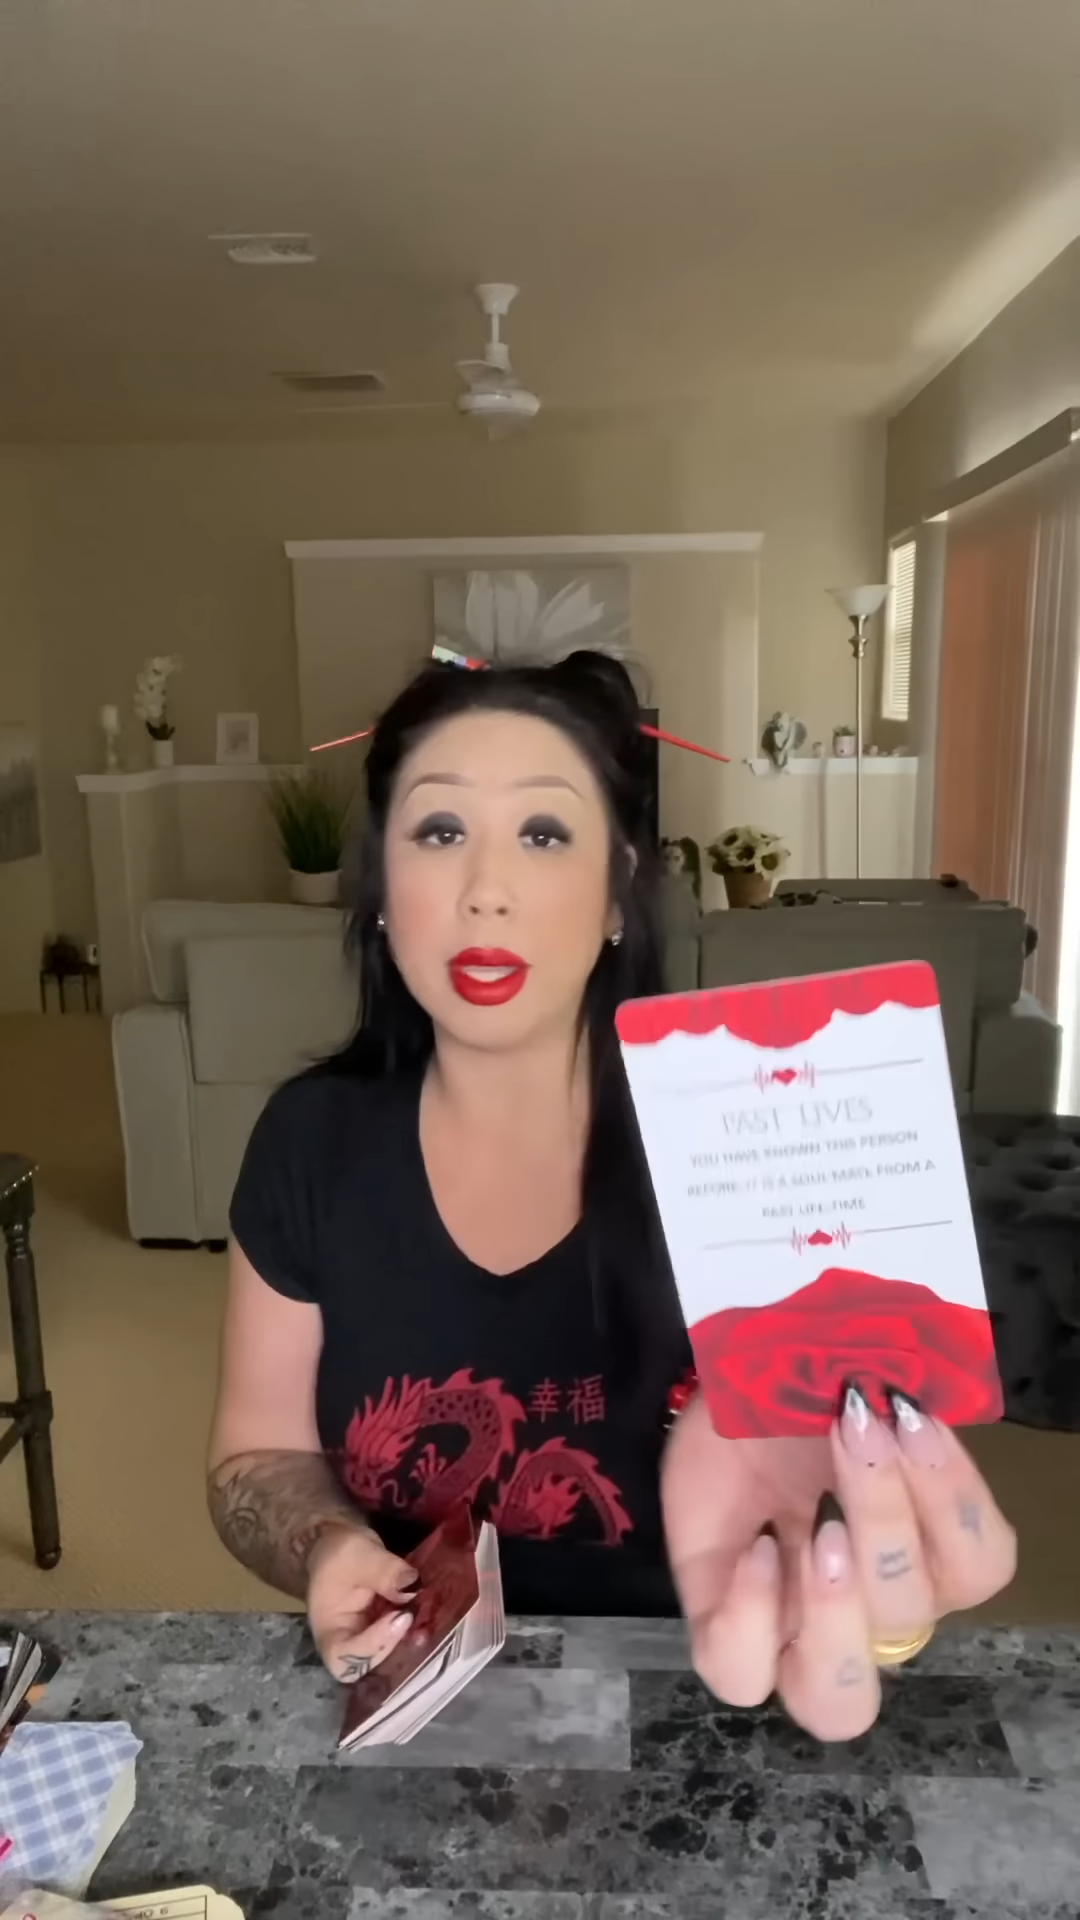 PAST LIVES
YOU HAVE KNOWN THIS PERSON
BEFORE. IT IS A SOUL MATE FROM A
PAST LIFE TIME
幸福